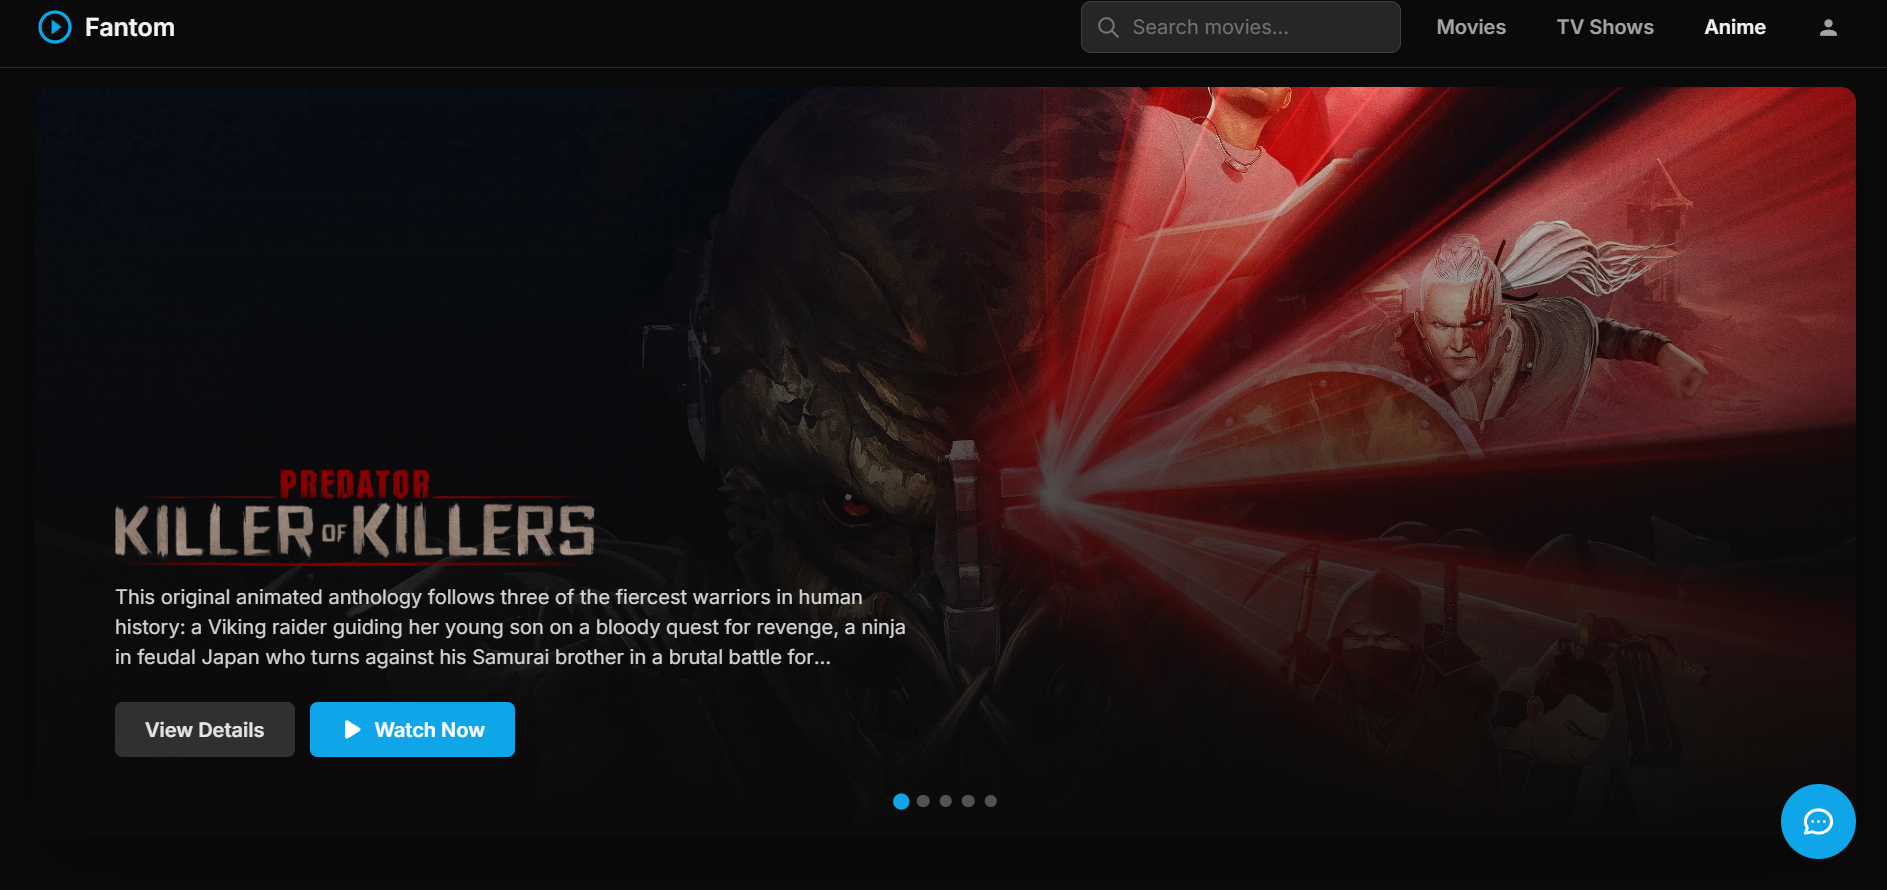 Fantom
Search movies...
Movies
TV Shows
Anime
PREDATOR
KILLER OF KILLERS
This original animated anthology follows three of the fiercest warriors in human
history: a Viking raider guiding her young son on a bloody quest for revenge, a ninja
in feudal Japan who turns against his Samurai brother in a brutal battle for...
View Details
Watch Now